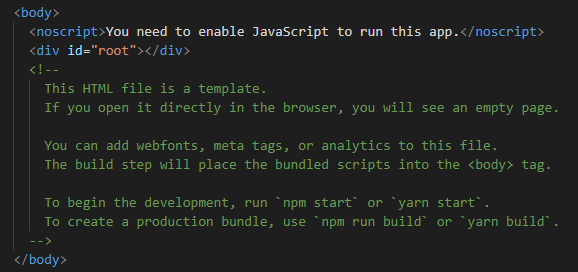 <body>
<noscript>You need to enable JavaScript to run this app.</noscript>
<div id="root"></div>
<!--
This HTML file is a template.
If you open it directly in the browser, you will see an empty page.
You can add webfonts, meta tags, or analytics to this file.
The build step will place the bundled scripts into the <body> tag.
To begin the development, run `npm start` or `yarn start`.
To create a production bundle, use `npm run build` or `yarn build`.
-->
</body>